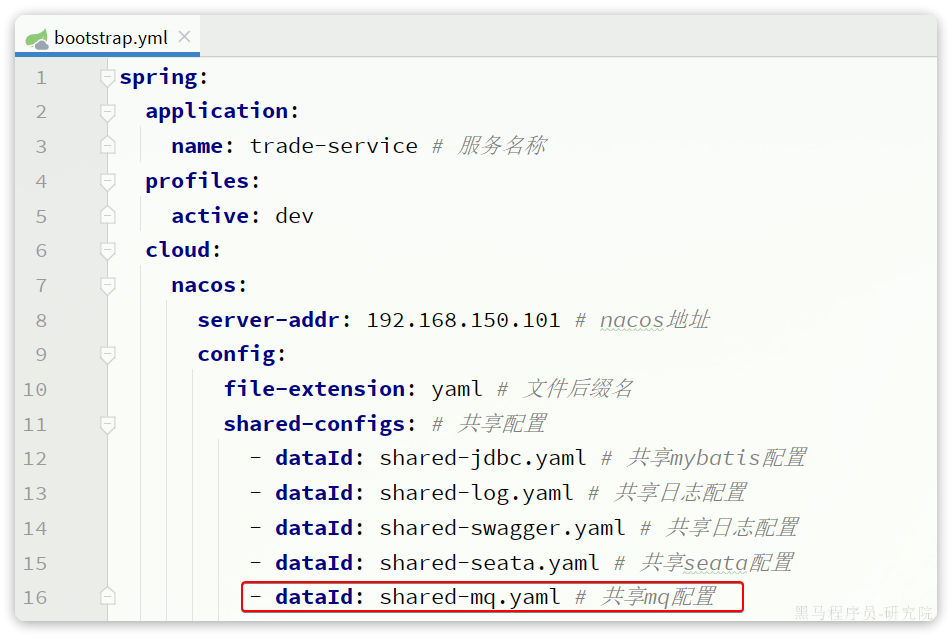 bootstrap.yml
1 spring:
2 application:
3 name: trade-service # 服务名称
4 profiles:
5 active: dev
6 cloud:
7 nacos:
8 server-addr: 192.168.150.101 # nacos地址
9 config:
10 file-extension: yaml # 文件后缀名
11 shared-configs: # 共享配置
12 - dataId: shared-jdbc.yaml # 共享mybatis配置
13 - dataId: shared-log.yaml # 共享日志配置
14 - dataId: shared-swagger.yaml # 共享日志配置
15 - dataId: shared-seata.yaml # 共享seata配置
16 - dataId: shared-mq.yaml # 共享mq配置
黑马程序员-研究院